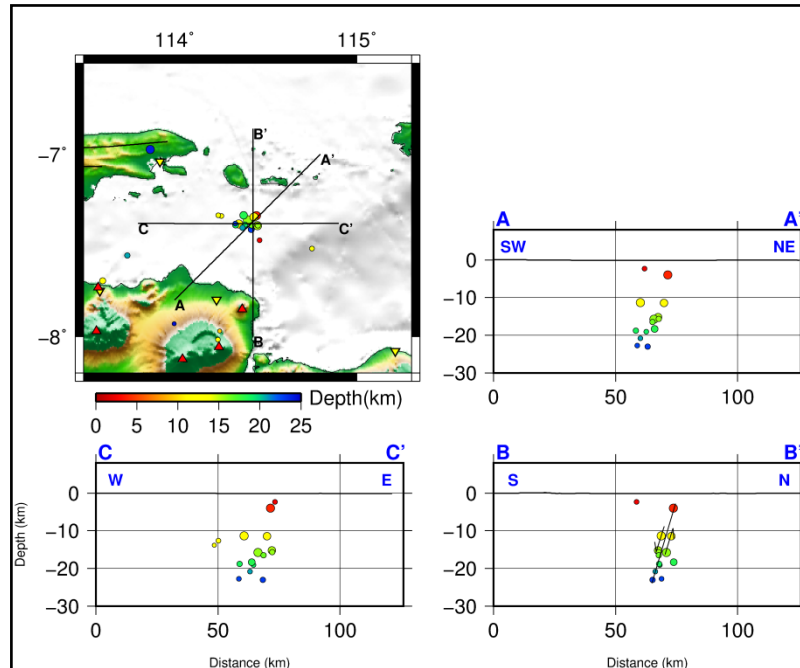 114° 115°
B'
−7° A'
C C'
A
−8° B
Depth(km)
0 5 10 15 20 25
A A'
SW NE
0
−10
−20
−30
0 50 100
C C'
W E
0
−10
−20
−30
Depth (km)
0 50 100
Distance (km)
B B'
S N
0
−10
−20
−30
0 50 100
Distance (km)